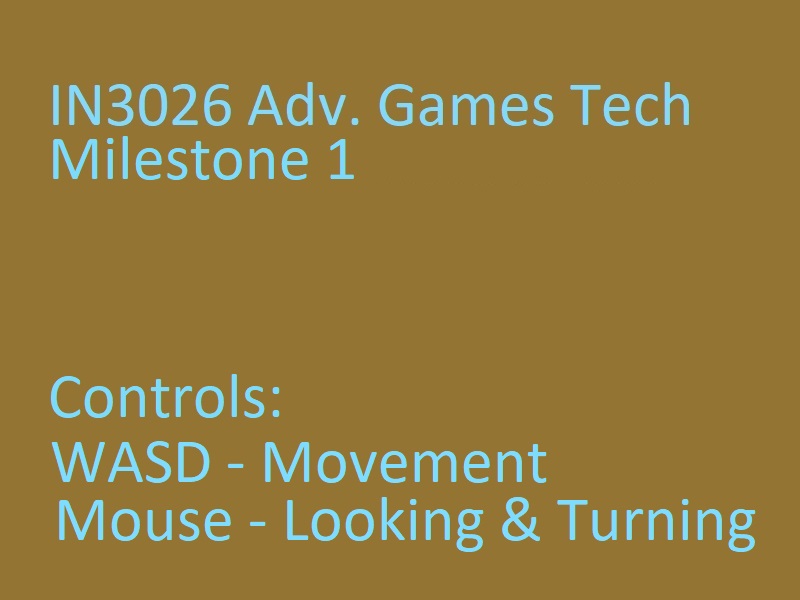 IN3026 Adv. Games Tech
Milestone 1
Controls:
WASD - Movement
Mouse - Looking & Turning